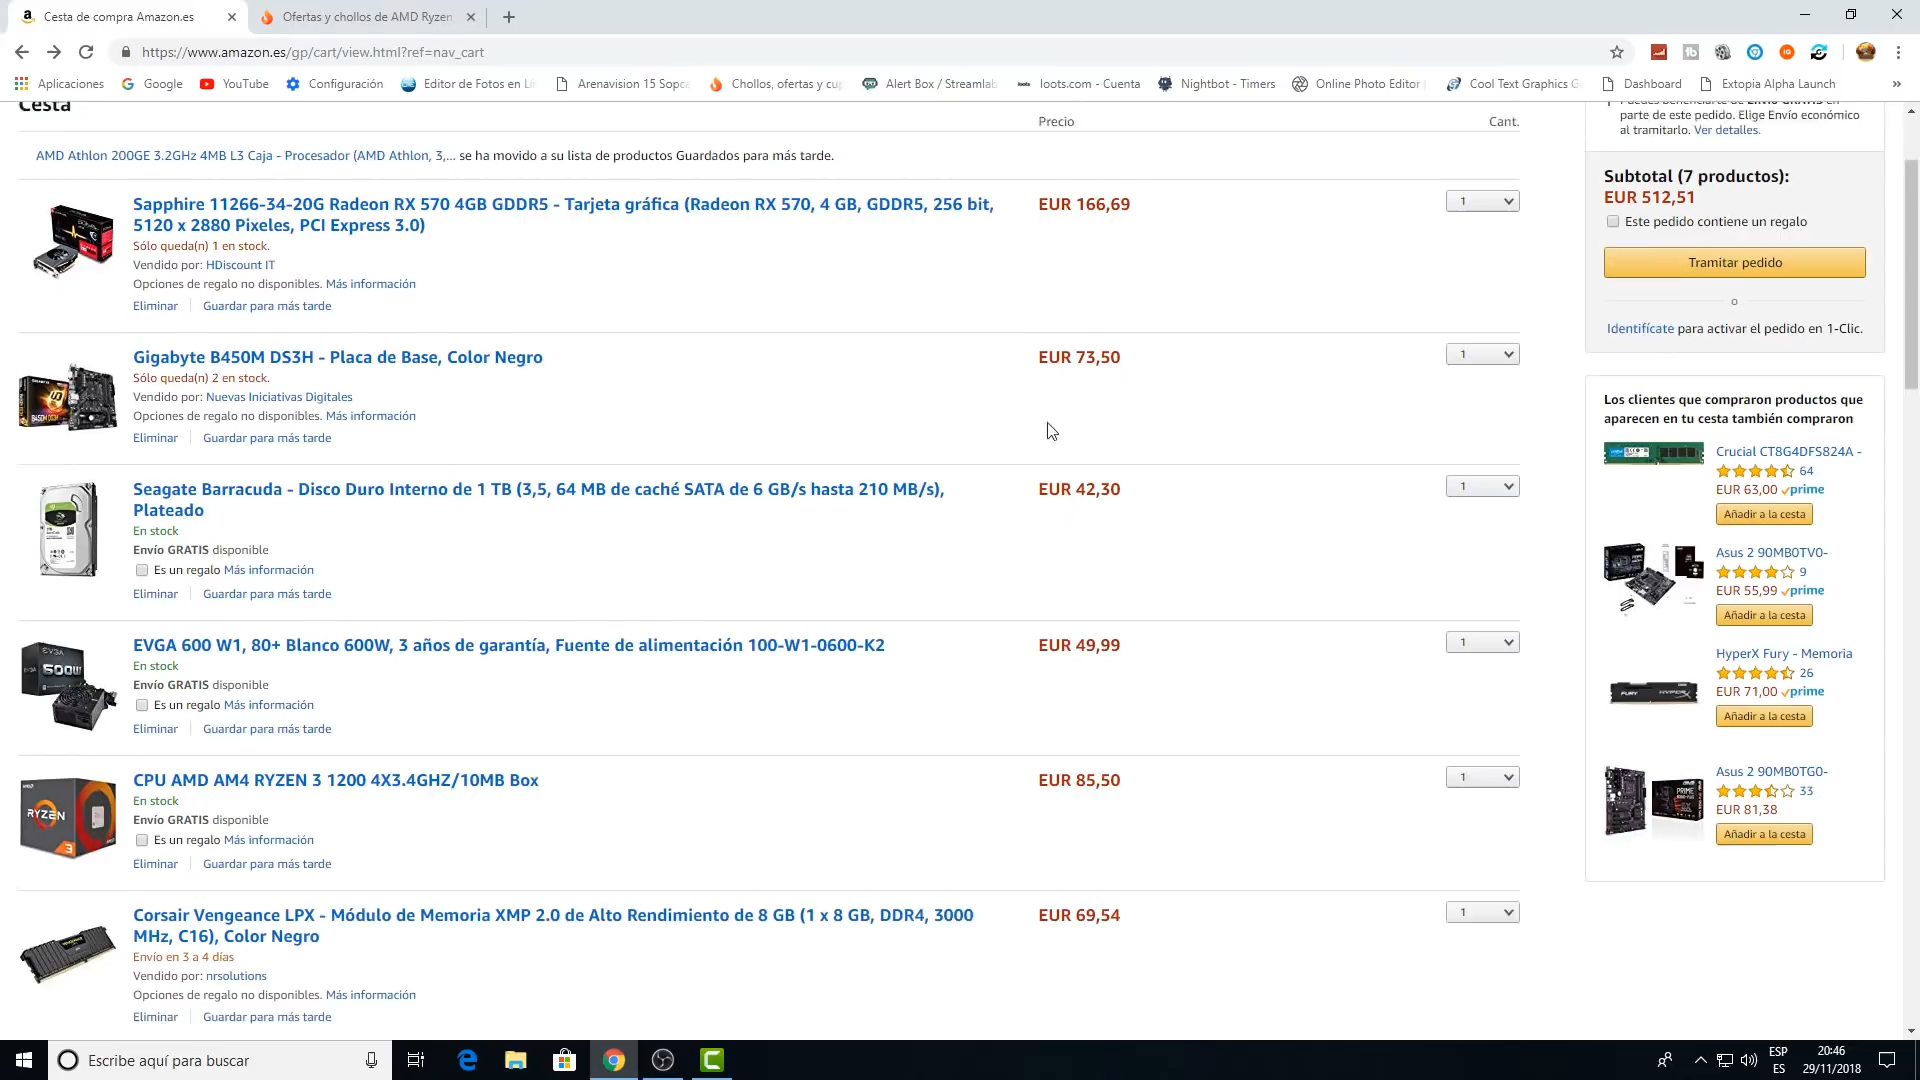 Cesta de compra Amazon.es
Ofertas y chollos de AMD Ryzen
https://www.amazon.es/gp/cart/view.html?ref=nav_cart
Aplicaciones
Google
YouTube
Configuración
Editor de Fotos en Lí
Arenavision 15 Sopc
Chollos, ofertas y cu
Alert Box / Streamlab
loots.com - Cuenta
Nightbot - Timers
Online Photo Editor
Cool Text Graphics G
Dashboard
Extopia Alpha Launch
Cesta
Precio
Cant.
AMD Athlon 200GE 3.2GHz 4MB L3 Caja - Procesador (AMD Athlon, 3,... se ha movido a su lista de productos Guardados para más tarde.
Sapphire 11266-34-20G Radeon RX 570 4GB GDDR5 - Tarjeta gráfica (Radeon RX 570, 4 GB, GDDR5, 256 bit,
5120 x 2880 Pixeles, PCI Express 3.0)
EUR 166,69
1
Sólo queda(n) 1 en stock.
Vendido por: HDiscount IT
Opciones de regalo no disponibles. Más información
Eliminar
Guardar para más tarde
Gigabyte B450M DS3H - Placa de Base, Color Negro
EUR 73,50
1
Sólo queda(n) 2 en stock.
Vendido por: Nuevas Iniciativas Digitales
Opciones de regalo no disponibles. Más información
Eliminar
Guardar para más tarde
Seagate Barracuda - Disco Duro Interno de 1 TB (3,5, 64 MB de caché SATA de 6 GB/s hasta 210 MB/s),
Plateado
EUR 42,30
1
En stock
Envío GRATIS disponible
Es un regalo Más información
Eliminar
Guardar para más tarde
EVGA 600 W1, 80+ Blanco 600W, 3 años de garantía, Fuente de alimentación 100-W1-0600-K2
EUR 49,99
1
En stock
Envío GRATIS disponible
Es un regalo Más información
Eliminar
Guardar para más tarde
CPU AMD AM4 RYZEN 3 1200 4X3.4GHZ/10MB Box
EUR 85,50
1
En stock
Envío GRATIS disponible
Es un regalo Más información
Eliminar
Guardar para más tarde
Corsair Vengeance LPX - Módulo de Memoria XMP 2.0 de Alto Rendimiento de 8 GB (1 x 8 GB, DDR4, 3000
MHz, C16), Color Negro
EUR 69,54
1
Envío en 3 a 4 días
Vendido por: nrsolutions
Opciones de regalo no disponibles. Más información
Eliminar
Guardar para más tarde
Puedes beneficiarte de Envío GRATIS en
parte de este pedido. Elige Envío económico
al tramitarlo. Ver detalles.
Subtotal (7 productos):
EUR 512,51
Este pedido contiene un regalo
Tramitar pedido
o
Identifícate para activar el pedido en 1-Clic.
Los clientes que compraron productos que
aparecen en tu cesta también compraron
Crucial CT8G4DFS824A -
64
EUR 63,00 prime
Añadir a la cesta
Asus 2 90MB0TV0-
9
EUR 55,99 prime
Añadir a la cesta
HyperX Fury - Memoria
26
EUR 71,00 prime
Añadir a la cesta
Asus 2 90MB0TG0-
33
EUR 81,38
Añadir a la cesta
EVGA
600W
RYZEN
3
FURY
HYPERX
Escribe aquí para buscar
ESP
ES
20:46
29/11/2018